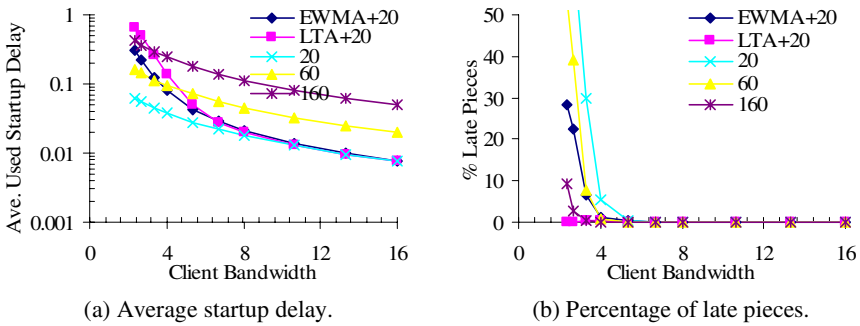 Ave. Used Startup Delay
1
0.1
0.01
0.001
0
4
8
12
16
Client Bandwidth
EWMA+20
LTA+20
20
60
160
(a) Average startup delay.
% Late Pieces
50
40
30
20
10
0
0
4
8
12
16
Client Bandwidth
EWMA+20
LTA+20
20
60
160
(b) Percentage of late pieces.